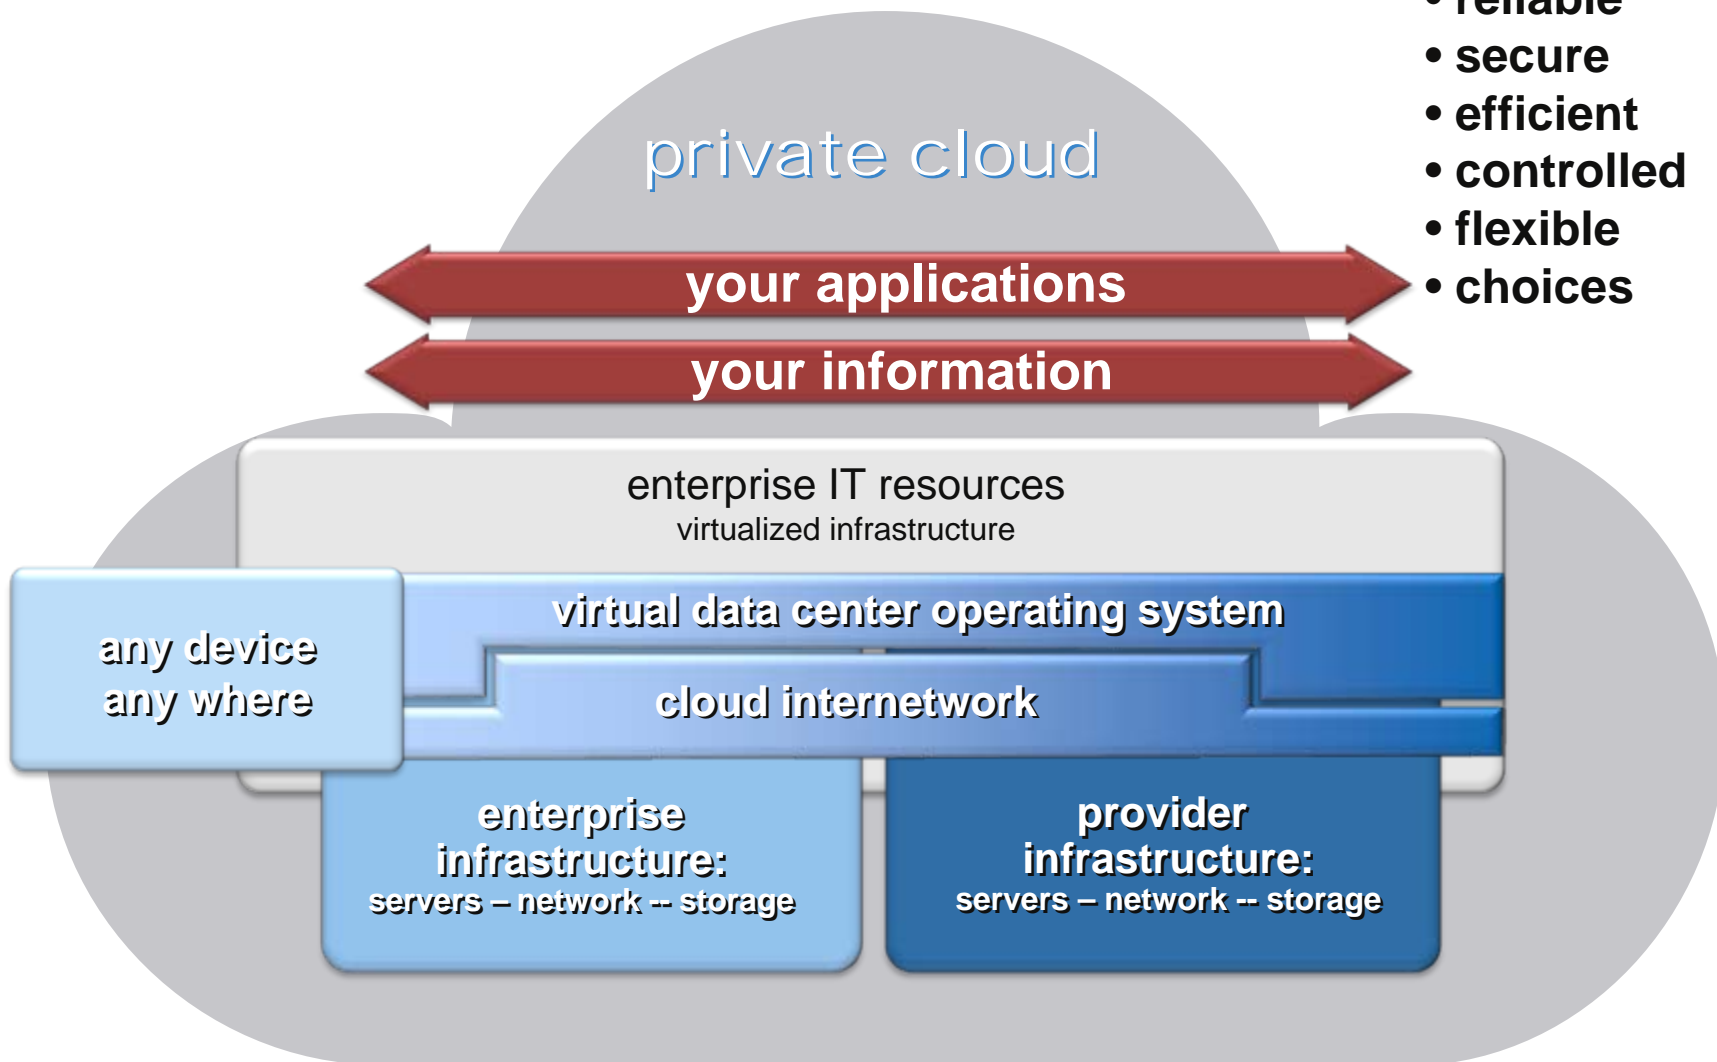 • reliable
• secure
• efficient
• controlled
• flexible
• choices
private cloud
your applications
your information
enterprise IT resources
virtualized infrastructure
virtual data center operating system
any device
any where
cloud internetwork
enterprise
infrastructure:
servers – network -- storage
provider
infrastructure:
servers – network -- storage